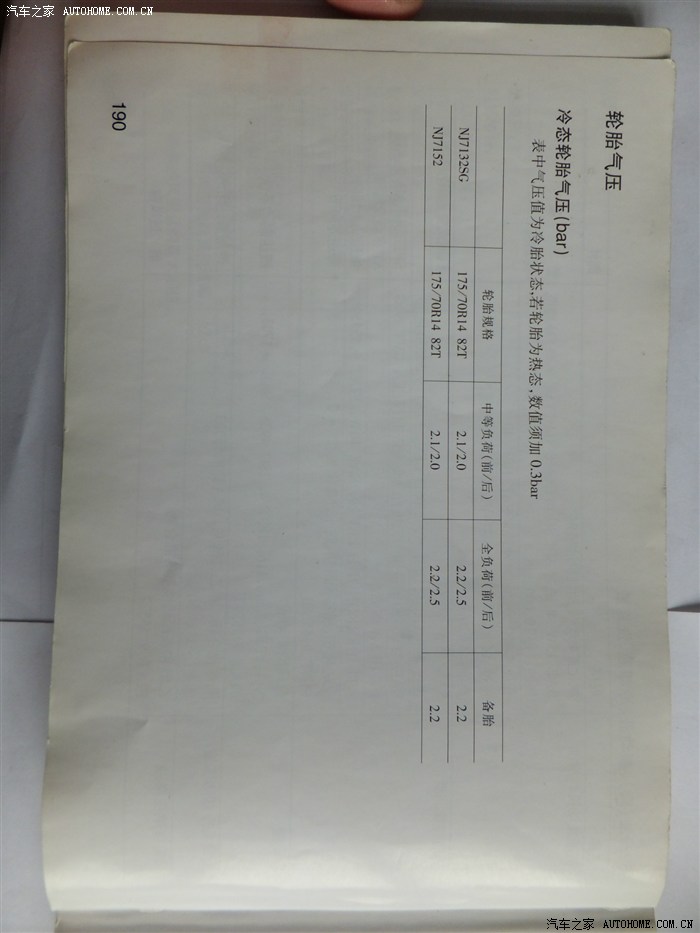 汽车之家 AUTOHOME.COM.CN
轮胎气压
冷态轮胎气压(bar)
表中气压值为冷胎状态,若轮胎为热态,数值须加0.3bar
轮胎规格 中等负荷(前/后) 全负荷(前/后) 备胎
NJ7132SG 175/70R14 82T 2.1/2.0 2.2/2.5 2.2
NJ7152 175/70R14 82T 2.1/2.0 2.2/2.5 2.2
190
汽车之家 AUTOHOME.COM.CN